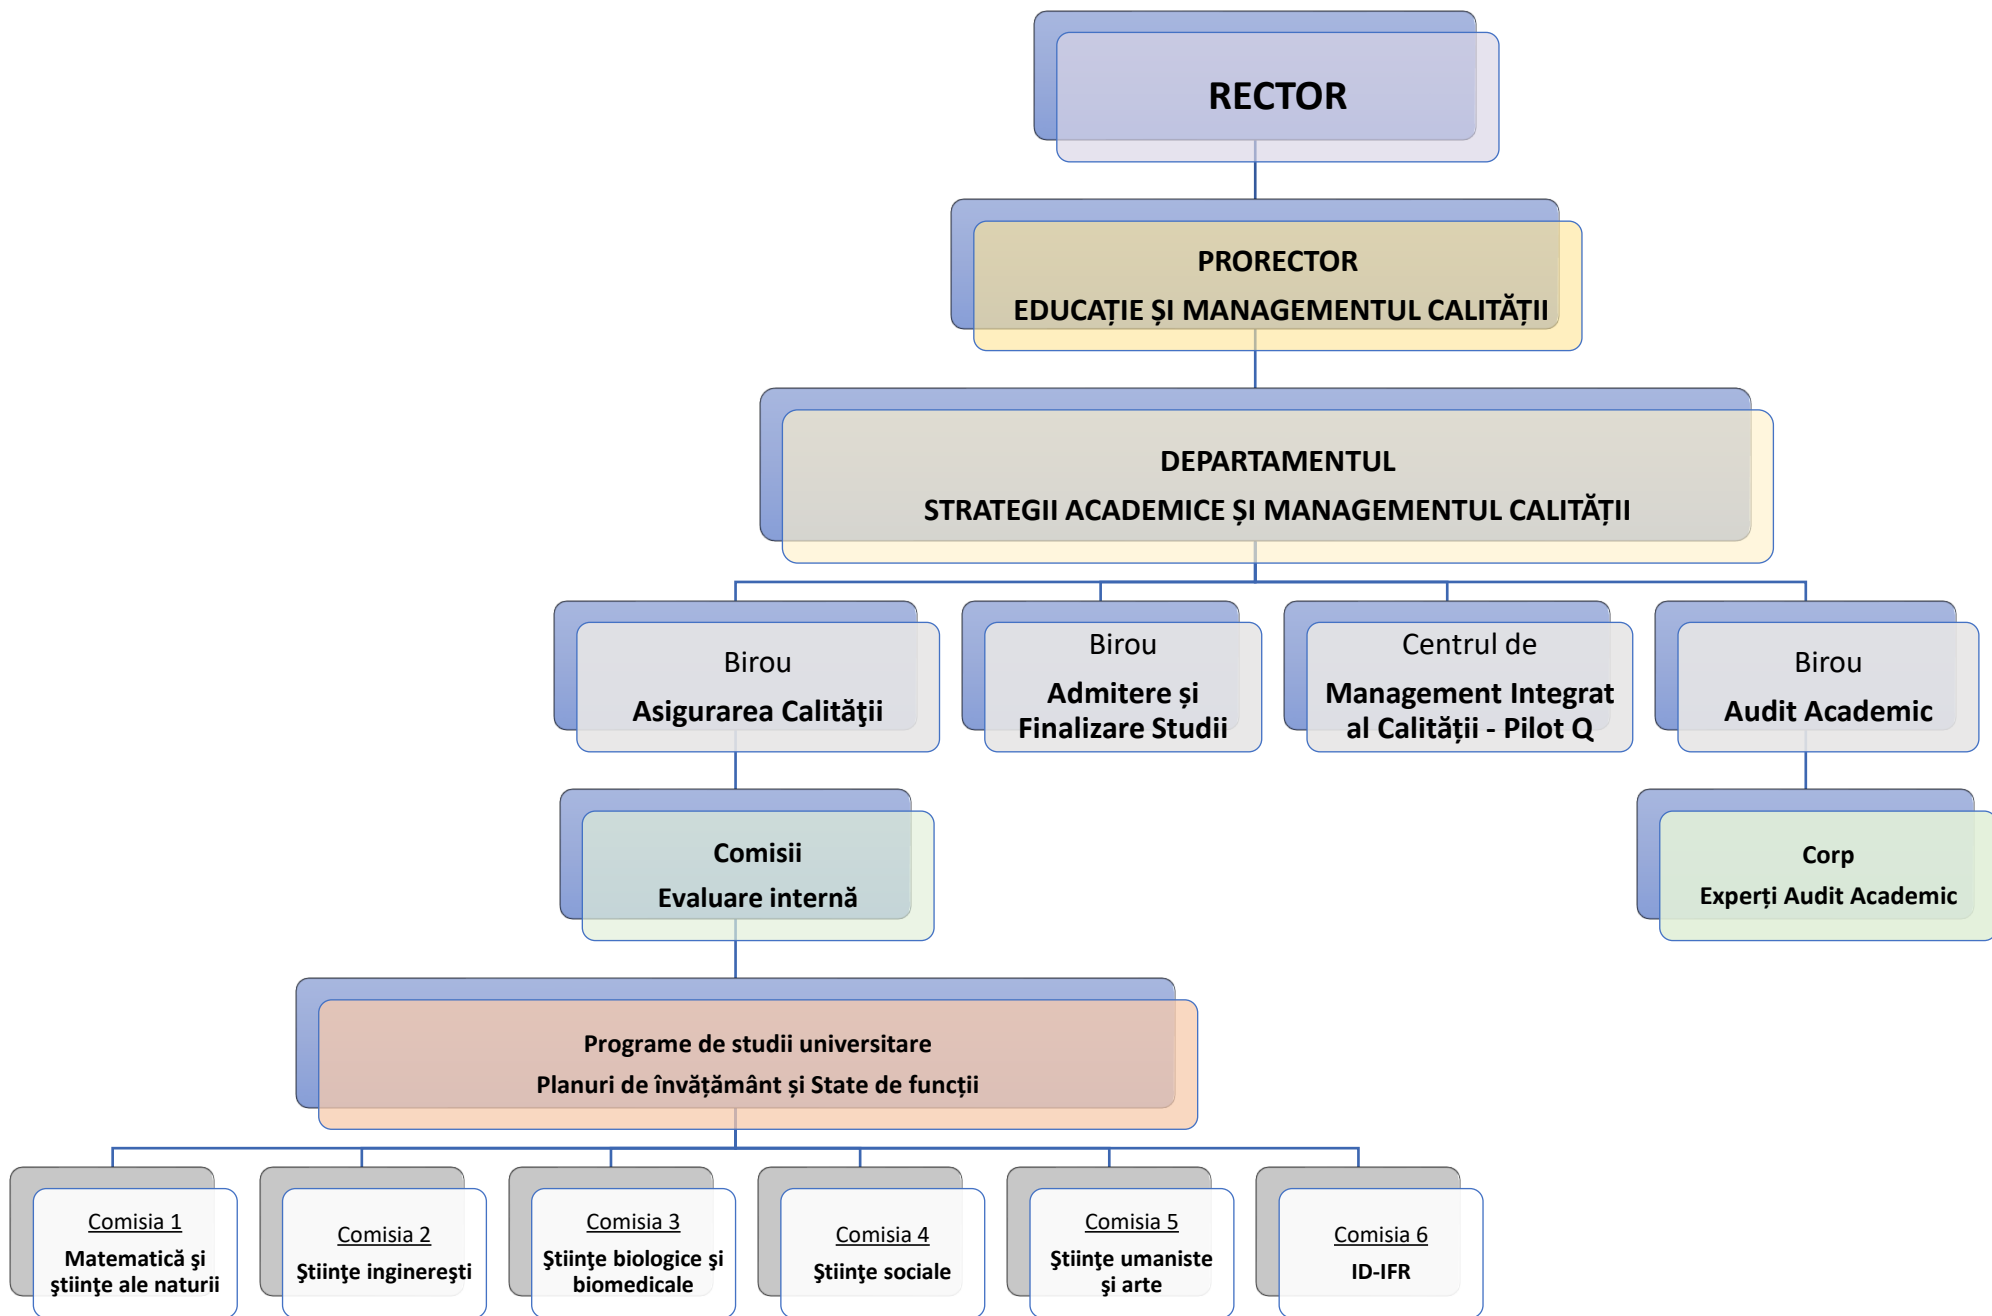 RECTOR
PRORECTOR
EDUCAȚIE ȘI MANAGEMENTUL CALITĂȚII
DEPARTAMENTUL
STRATEGII ACADEMICE ȘI MANAGEMENTUL CALITĂȚII
Birou
Asigurarea Calităţii
Birou
Admitere și
Finalizare Studii
Centrul de
Management Integrat
al Calității - Pilot Q
Birou
Audit Academic
Comisii
Evaluare internă
Corp
Experți Audit Academic
Programe de studii universitare
Planuri de învățământ și State de funcții
Comisia 1
Matematică şi
ştiinţe ale naturii
Comisia 2
Ştiinţe inginereşti
Comisia 3
Ştiinţe biologice şi
biomedicale
Comisia 4
Ştiinţe sociale
Comisia 5
Ştiinţe umaniste
şi arte
Comisia 6
ID-IFR